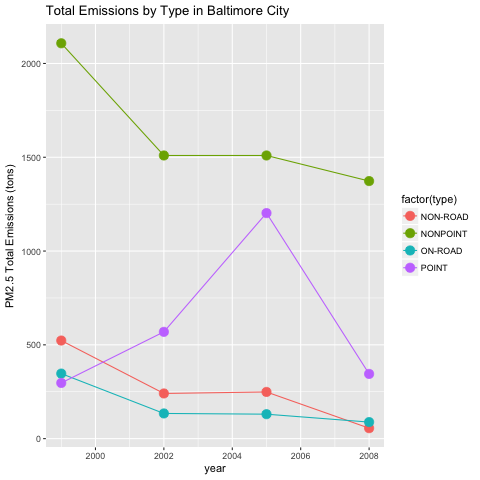 Total Emissions by Type in Baltimore City
PM2.5 Total Emissions (tons)
2000
1500
1000
500
0
2000
2002
2004
2006
2008
year
factor(type)
NON-ROAD
NONPOINT
ON-ROAD
POINT